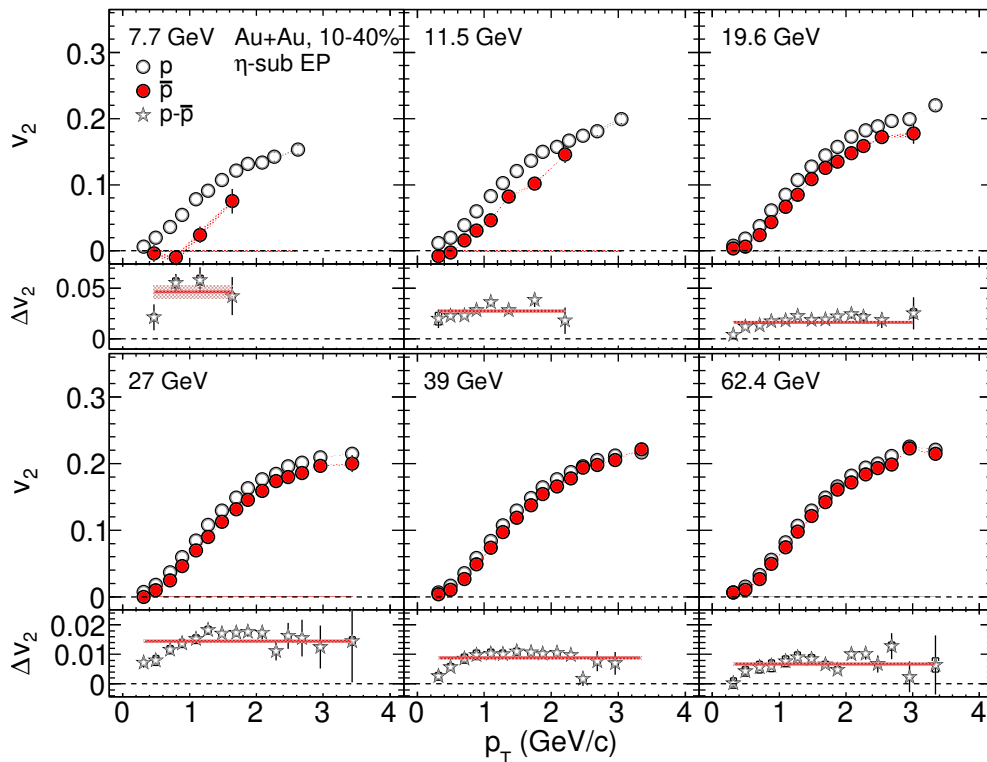 7.7 GeV Au+Au, 10-40%
η-sub EP
p
p̅
p-p̅
11.5 GeV
19.6 GeV
v₂
0.3
0.2
0.1
0
Δv₂
0.05
0
27 GeV
39 GeV
62.4 GeV
v₂
0.3
0.2
0.1
0
Δv₂
0.02
0.01
0
0 1 2 3 4
0 1 2 3 4
0 1 2 3 4
p_T (GeV/c)